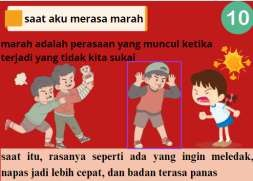 saat aku merasa marah
10
marah adalah perasaan yang muncul ketika
terjadi yang tidak kita sukai
saat itu, rasanya seperti ada yang ingin meledak,
napas jadi lebih cepat, dan badan terasa panas